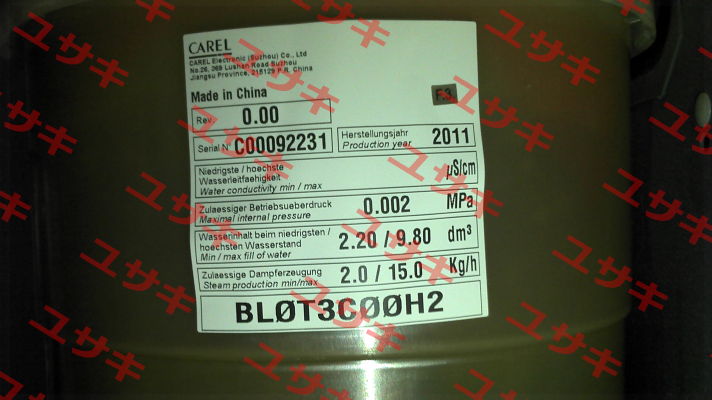 CAREL
CAREL Electronic (Suzhou) Co., Ltd
No.26, 369 Lushan Road Suzhou
Jiangsu Province, 215129 P.R. China
Made in China
F.3
Rev. 0.00
Serial N° C00092231
Herstellungsjahr
Production year
2011
Niedrigste / hoechste
Wasserleitfaehigkeit
Water conductivity min / max
µS/cm
Zulaessiger Betriebsueberdruck
Maximal internal pressure
0.002 MPa
Wasserinhalt beim niedrigsten /
hoechsten Wasserstand
Min / max fill of water
2.20 / 9.80 dm³
Zulaessige Dampferzeugung
Steam production min/max
2.0 / 15.0 Kg/h
BLØT3CØØH2
ユサキ